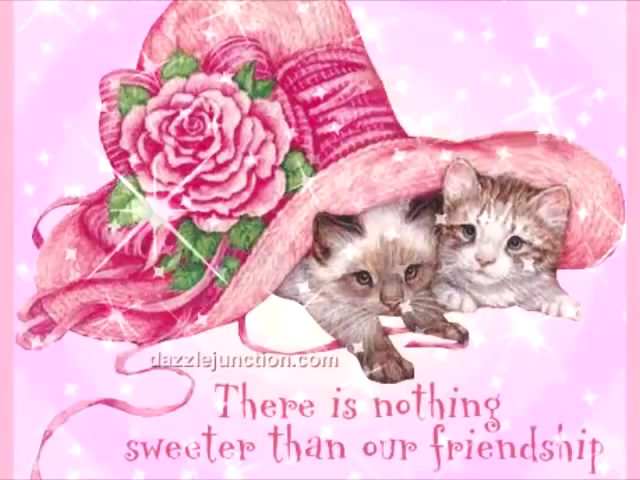 dazzlejunction.com
There is nothing
sweeter than our friendship